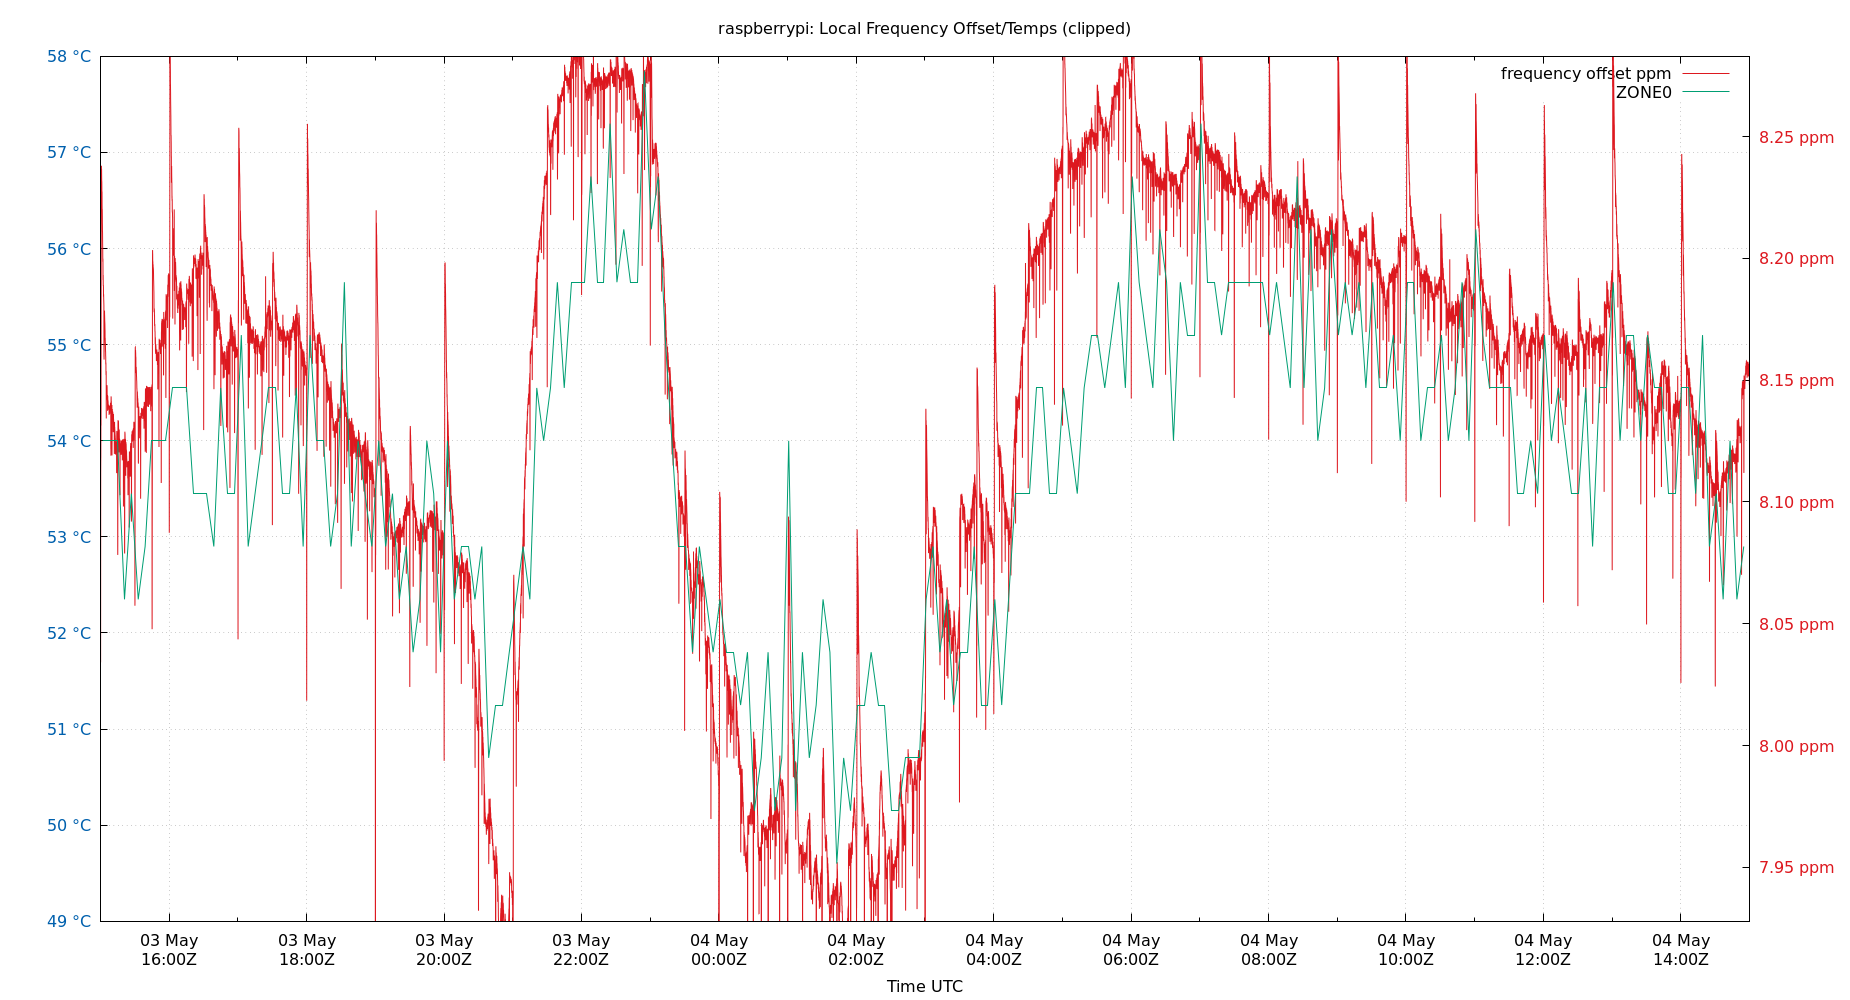 raspberrypi: Local Frequency Offset/Temps (clipped)
58 °C
57 °C
56 °C
55 °C
54 °C
53 °C
52 °C
51 °C
50 °C
49 °C
frequency offset ppm
ZONE0
8.25 ppm
8.20 ppm
8.15 ppm
8.10 ppm
8.05 ppm
8.00 ppm
7.95 ppm
03 May
16:00Z
03 May
18:00Z
03 May
20:00Z
03 May
22:00Z
04 May
00:00Z
04 May
02:00Z
04 May
04:00Z
04 May
06:00Z
04 May
08:00Z
04 May
10:00Z
04 May
12:00Z
04 May
14:00Z
Time UTC